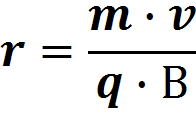 r = m · v / q · B